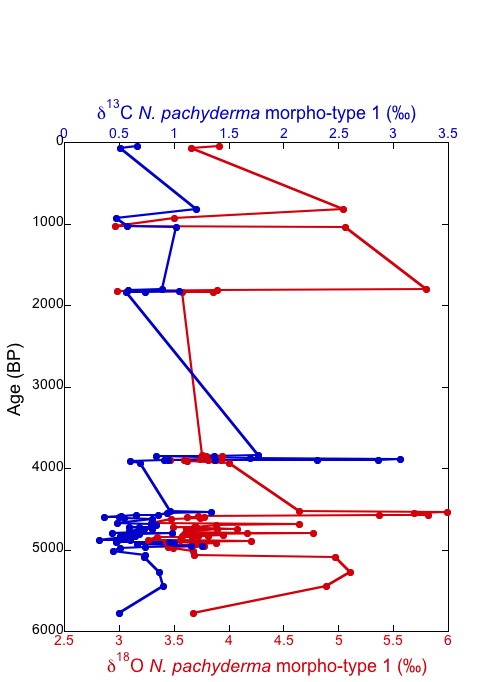 δ¹³C N. pachyderma morpho-type 1 (‰)
0 0.5 1 1.5 2 2.5 3 3.5
0
1000
2000
3000
4000
5000
6000
Age (BP)
2.5 3 3.5 4 4.5 5 5.5 6
δ¹⁸O N. pachyderma morpho-type 1 (‰)